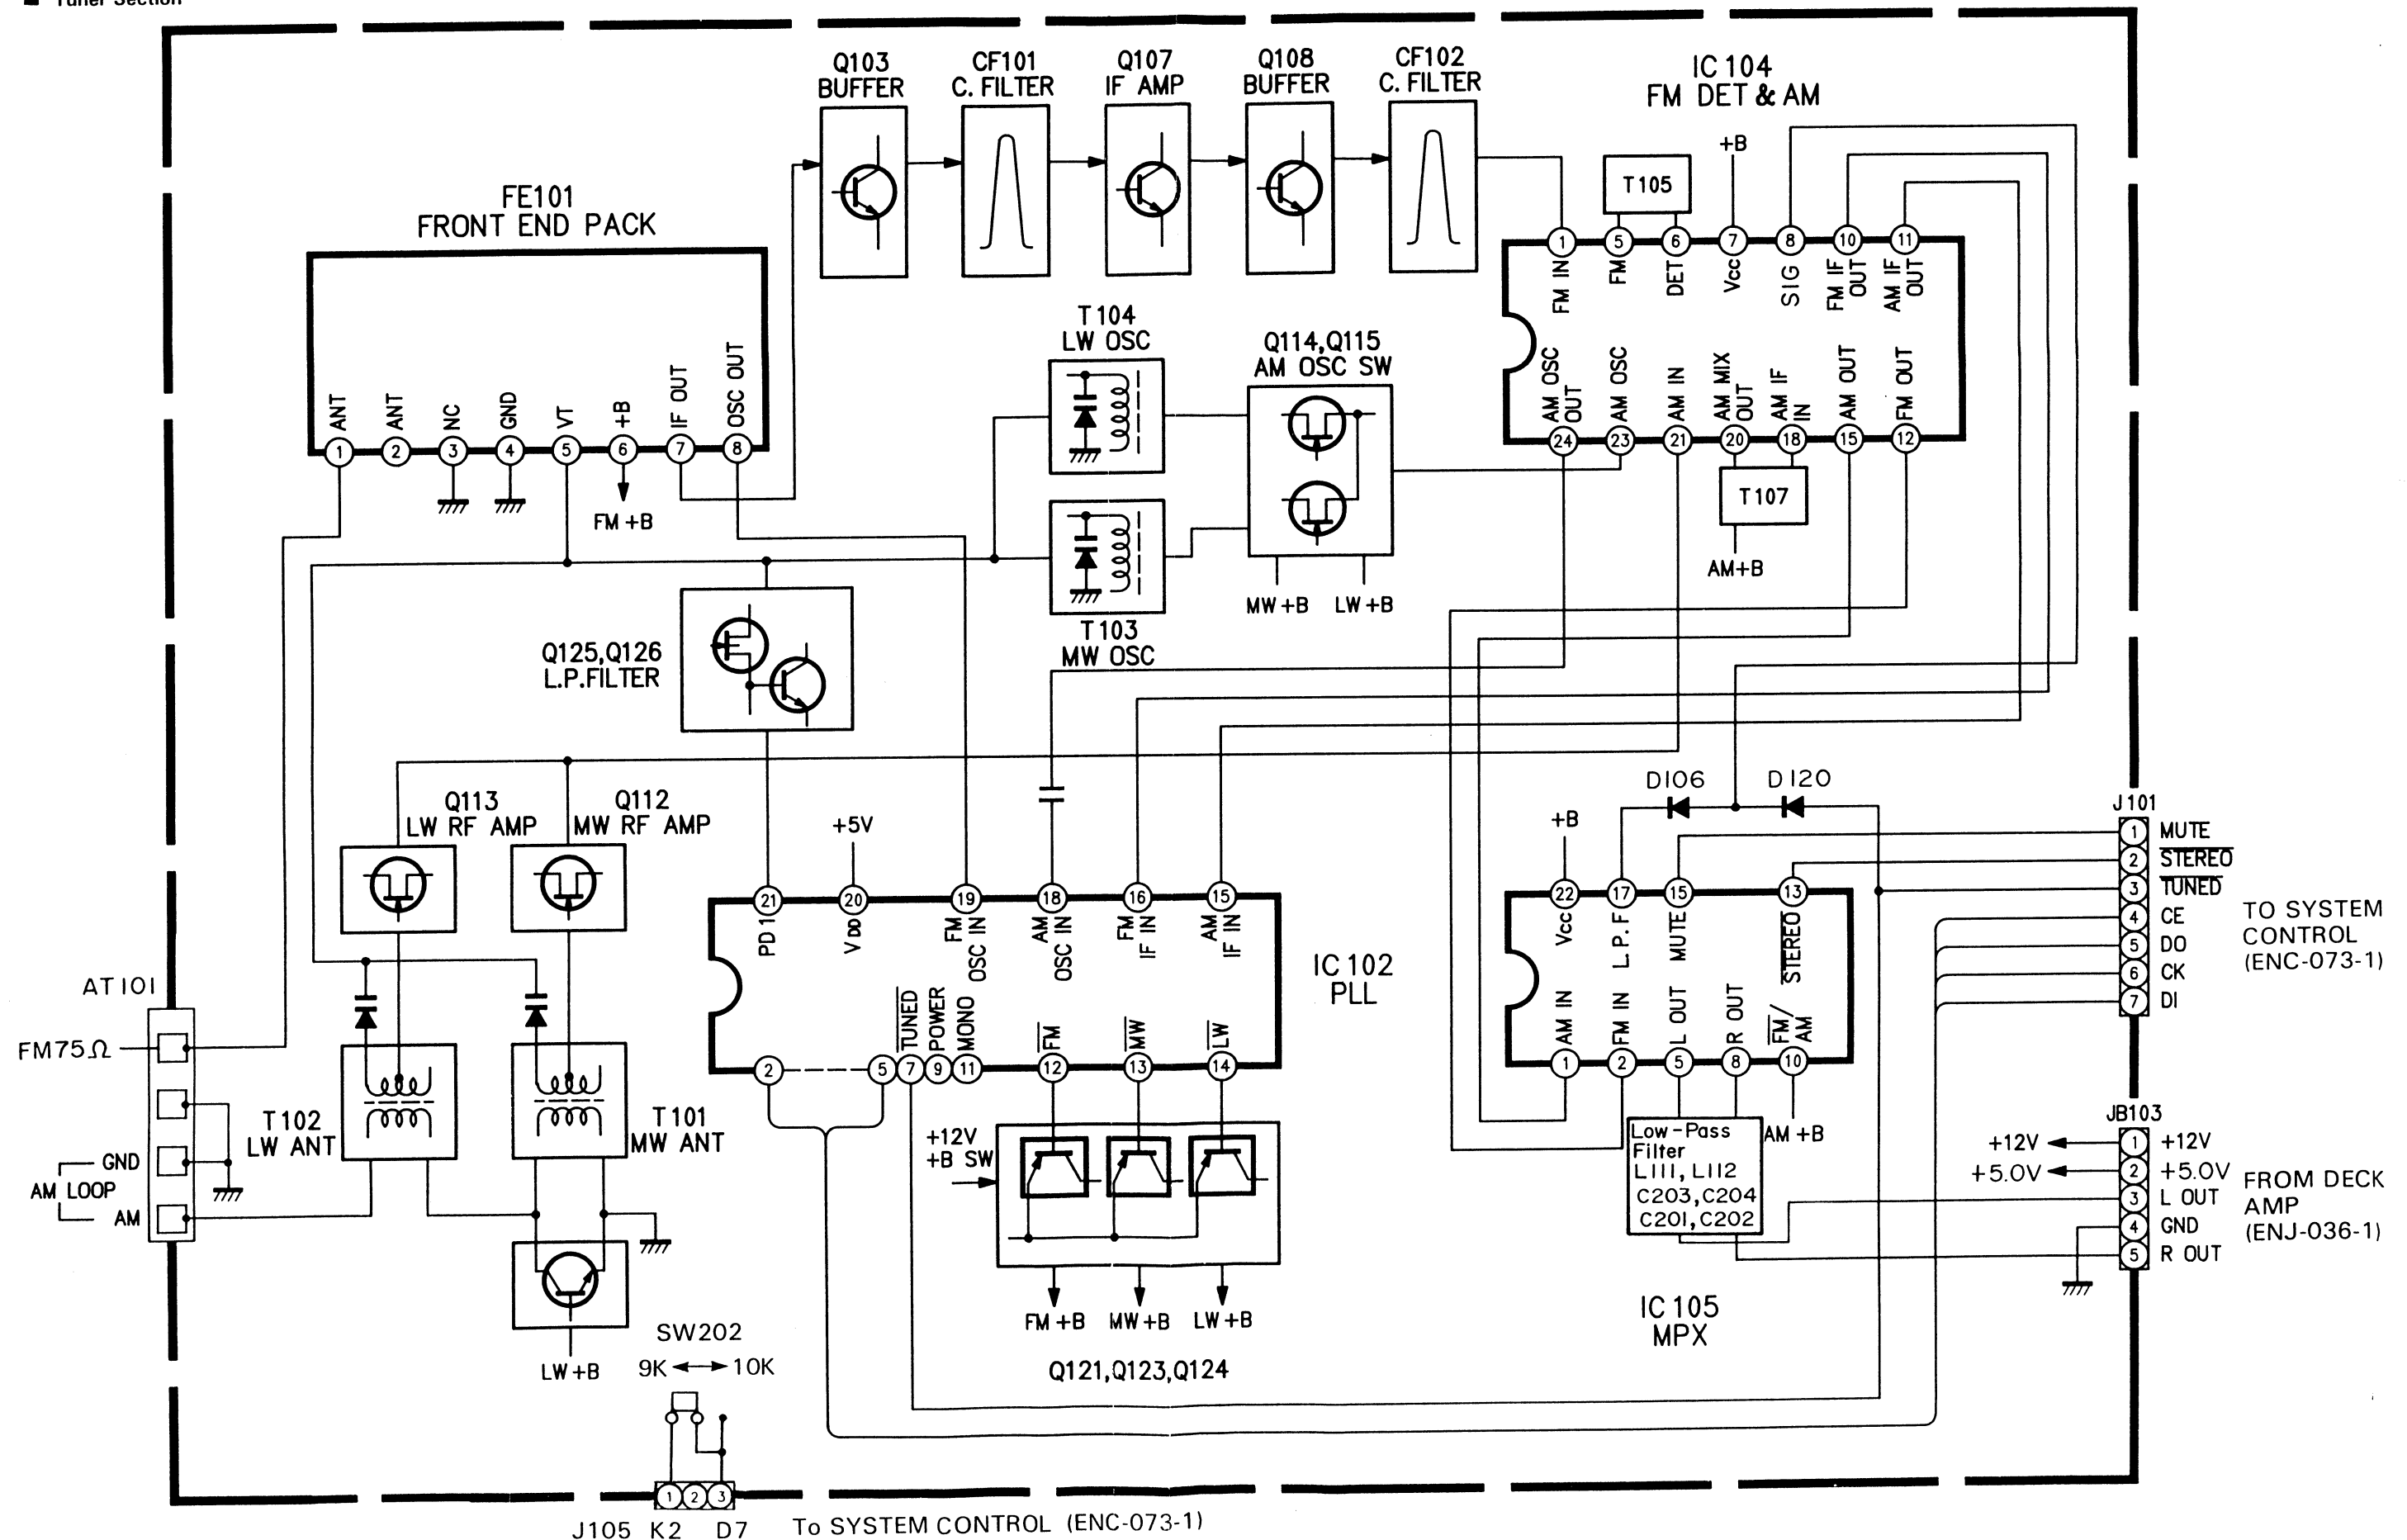 Tuner Section
Q103
BUFFER
CF101
C. FILTER
Q107
IF AMP
Q108
BUFFER
CF102
C. FILTER
IC 104
FM DET & AM
FE101
FRONT END PACK
ANT
ANT
NC
GND
VT
+B
IF OUT
OSC OUT
1
2
3
4
5
6
7
8
FM +B
T105
+B
1
5
6
7
8
10
11
FM IN
FM
DET
Vcc
SIG
FM IF
OUT
AM IF
OUT
AM OSC
OUT
AM OSC
AM IN
AM MIX
OUT
AM IF
IN
AM OUT
FM OUT
24
23
21
20
18
15
12
T107
AM+B
T104
LW OSC
Q114,Q115
AM OSC SW
MW +B
LW +B
T103
MW OSC
Q125,Q126
L.P.FILTER
Q113
LW RF AMP
Q112
MW RF AMP
+5V
21
20
19
18
16
15
PD 1
VDD
FM
OSC IN
AM
OSC IN
FM
IF IN
AM
IF IN
IC 102
PLL
TUNED
POWER
MONO
FM
MW
LW
2
5
7
9
11
12
13
14
+12V
+B SW
FM +B
MW +B
LW +B
Q121,Q123,Q124
D106
D120
+B
22
17
15
13
Vcc
L.P.F
MUTE
STEREO
AM IN
FM IN
L OUT
R OUT
FM/
AM
1
2
5
8
10
Low-Pass
Filter
L111, L112
C203, C204
C201, C202
AM +B
IC 105
MPX
J101
1 MUTE
2 STEREO
3 TUNED
4 CE
5 DO
6 CK
7 DI
TO SYSTEM
CONTROL
(ENC-073-1)
JB103
+12V
1 +12V
+5.0V
2 +5.0V
3 L OUT
4 GND
5 R OUT
FROM DECK
AMP
(ENJ-036-1)
AT101
FM75Ω
GND
AM LOOP
AM
T102
LW ANT
T101
MW ANT
LW +B
SW202
9K
10K
1 2 3
J105 K2 D7
To SYSTEM CONTROL (ENC-073-1)